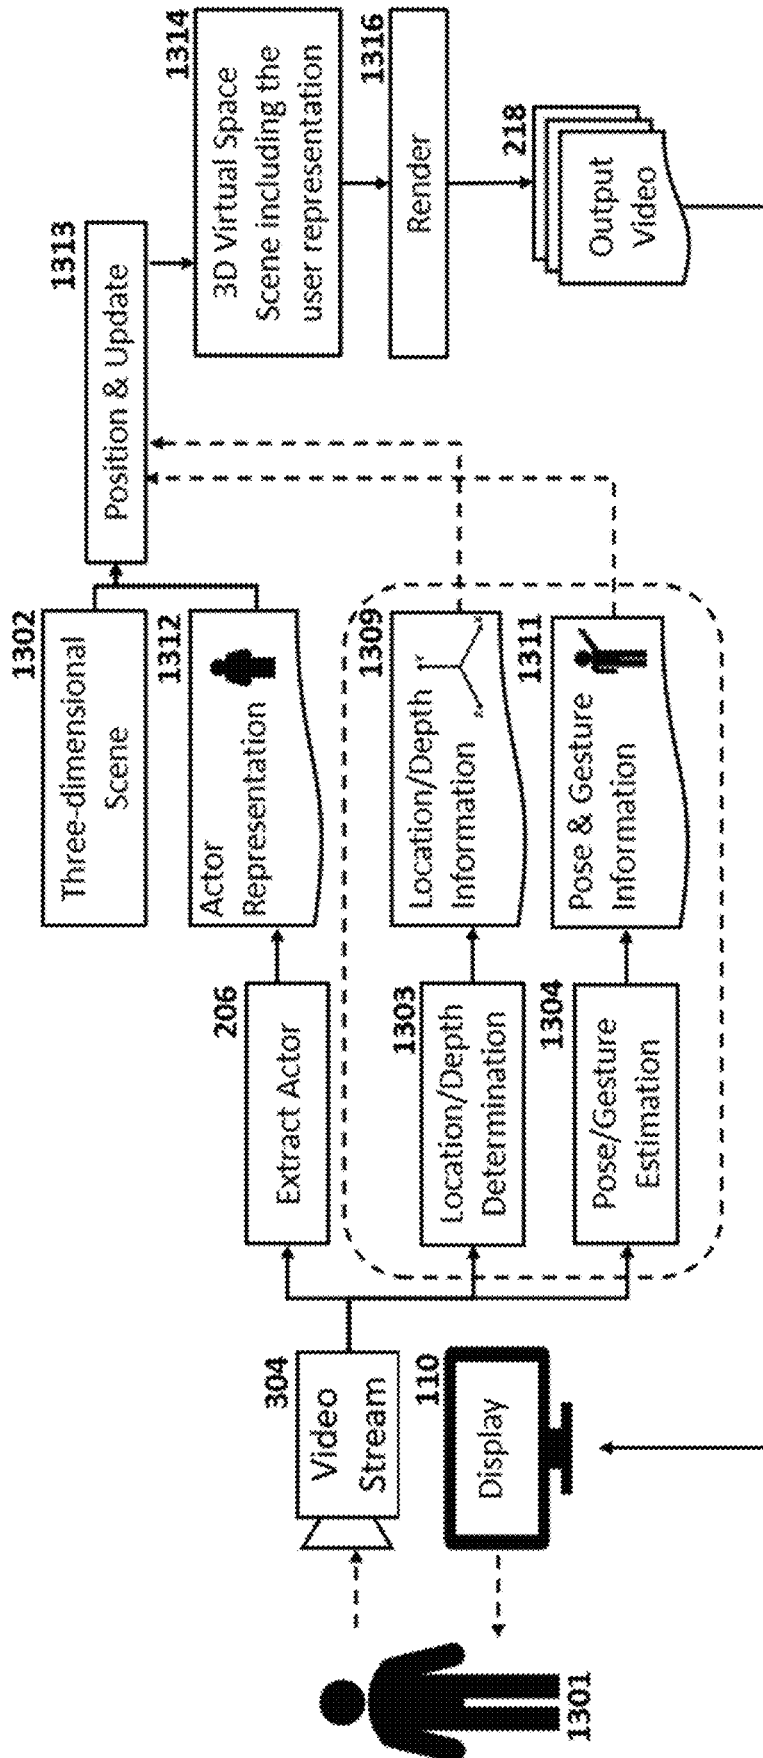 1301
304
Video
Stream
110
Display
206
Extract Actor
1303
Location/Depth
Determination
1304
Pose/Gesture
Estimation
1302
Three-dimensional
Scene
1312
Actor
Representation
1309
Location/Depth
Information
1311
Pose & Gesture
Information
1313
Position & Update
1314
3D Virtual Space
Scene including the
user representation
1316
Render
218
Output
Video